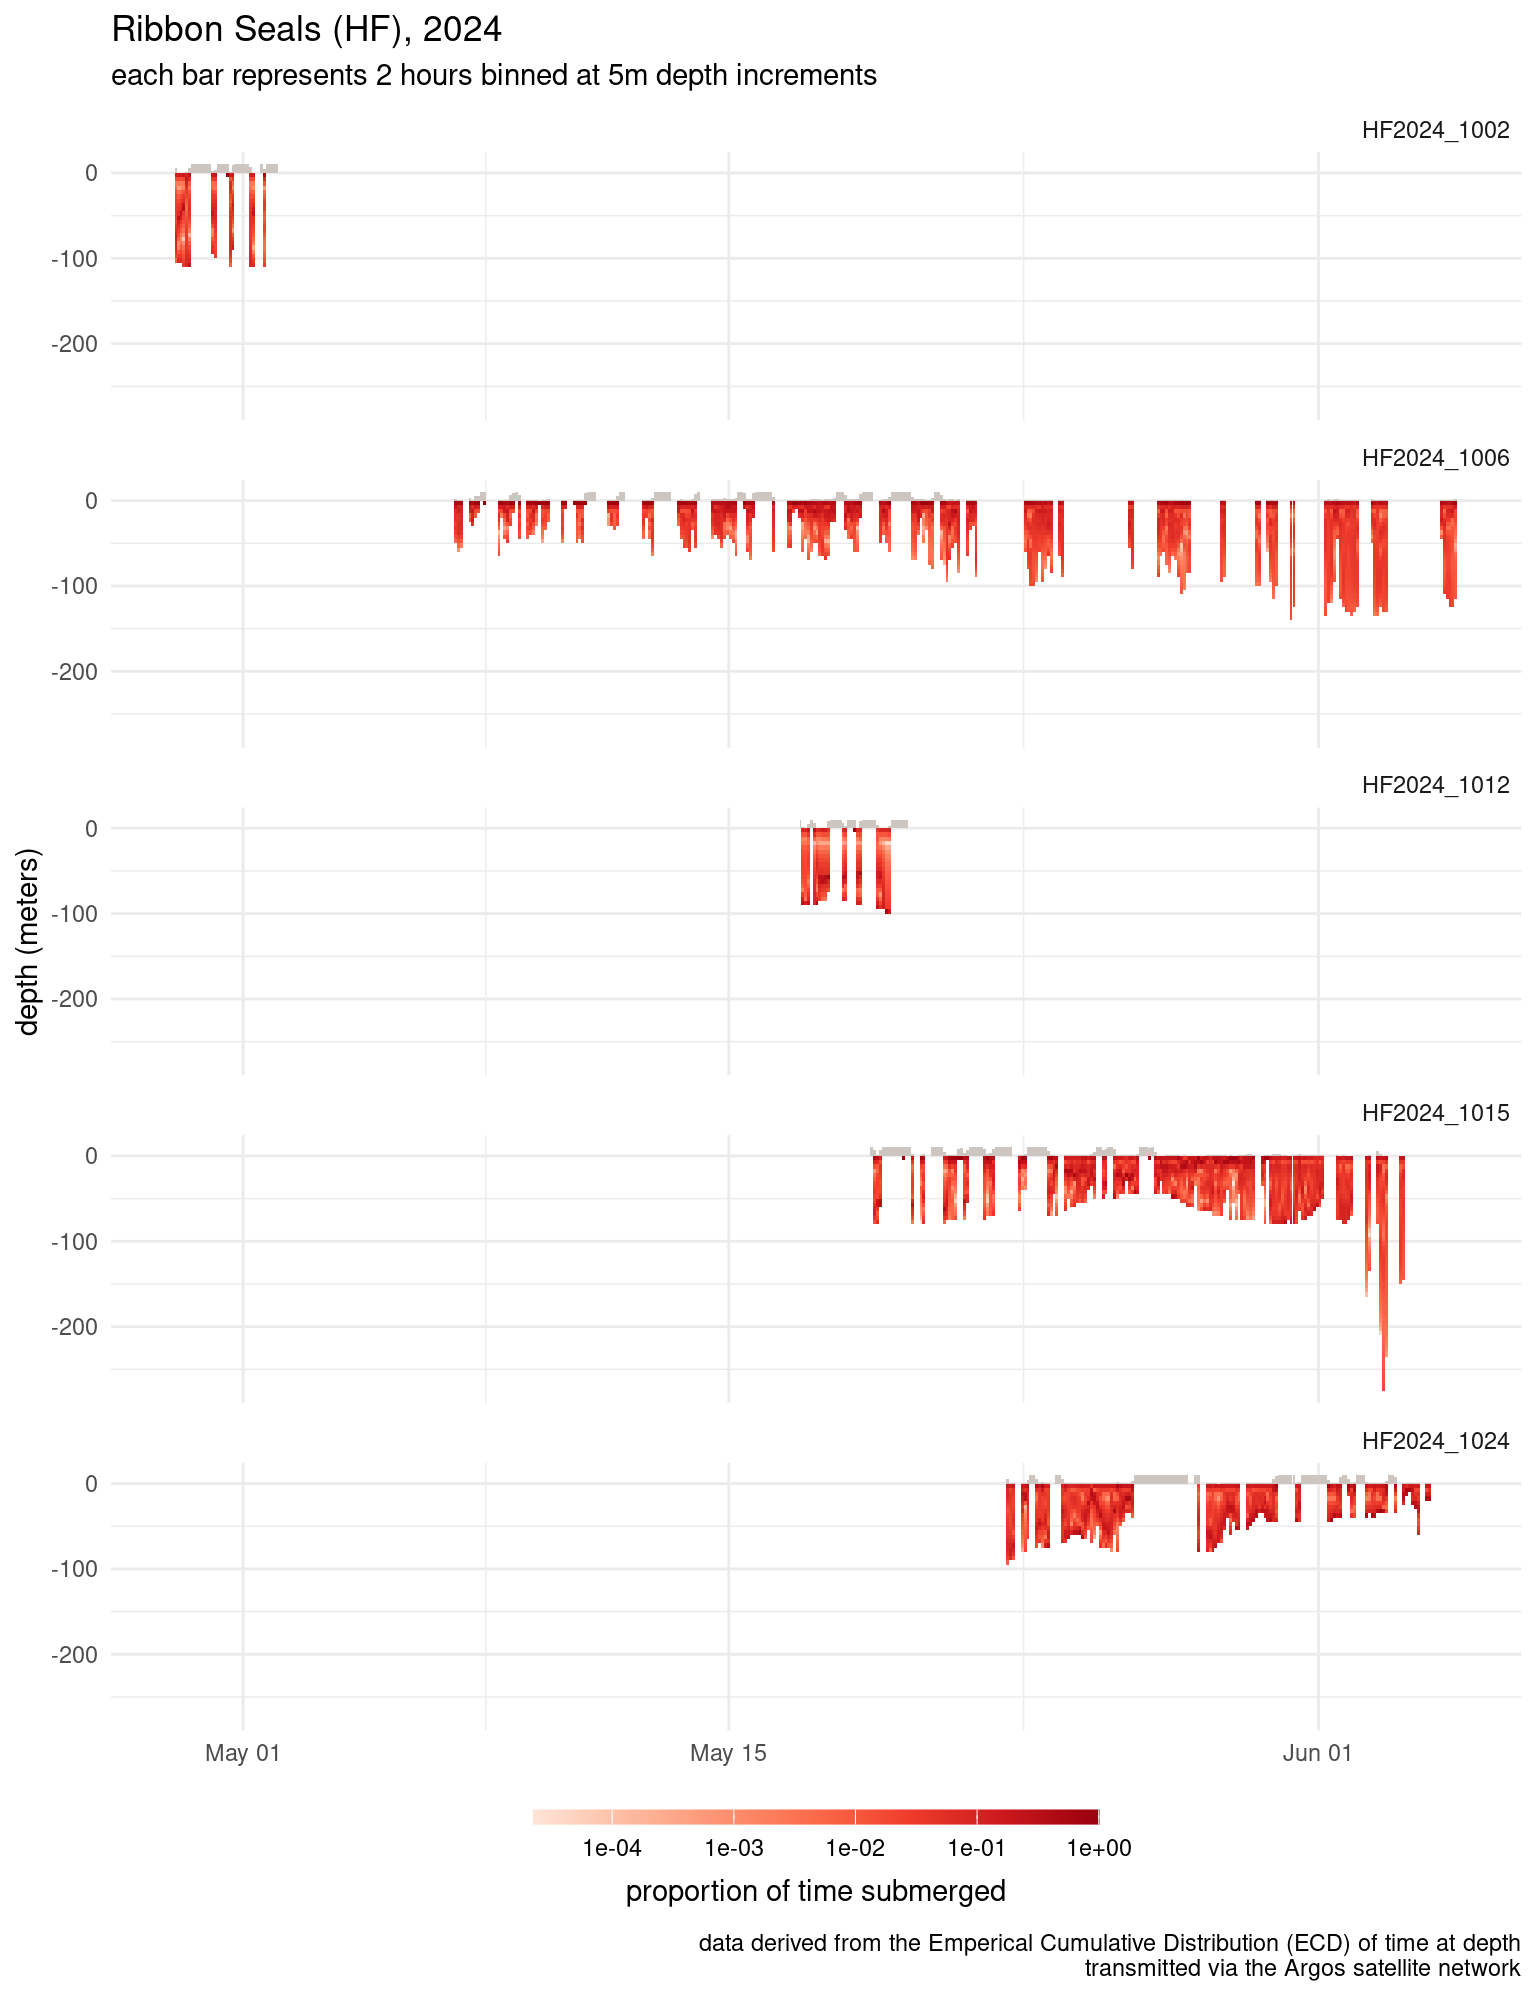 Ribbon Seals (HF), 2024
each bar represents 2 hours binned at 5m depth increments
HF2024_1002
0
-100
-200
HF2024_1006
0
-100
-200
HF2024_1012
0
-100
-200
depth (meters)
HF2024_1015
0
-100
-200
HF2024_1024
0
-100
-200
May 01
May 15
Jun 01
1e-04
1e-03
1e-02
1e-01
1e+00
proportion of time submerged
data derived from the Emperical Cumulative Distribution (ECD) of time at depth
transmitted via the Argos satellite network